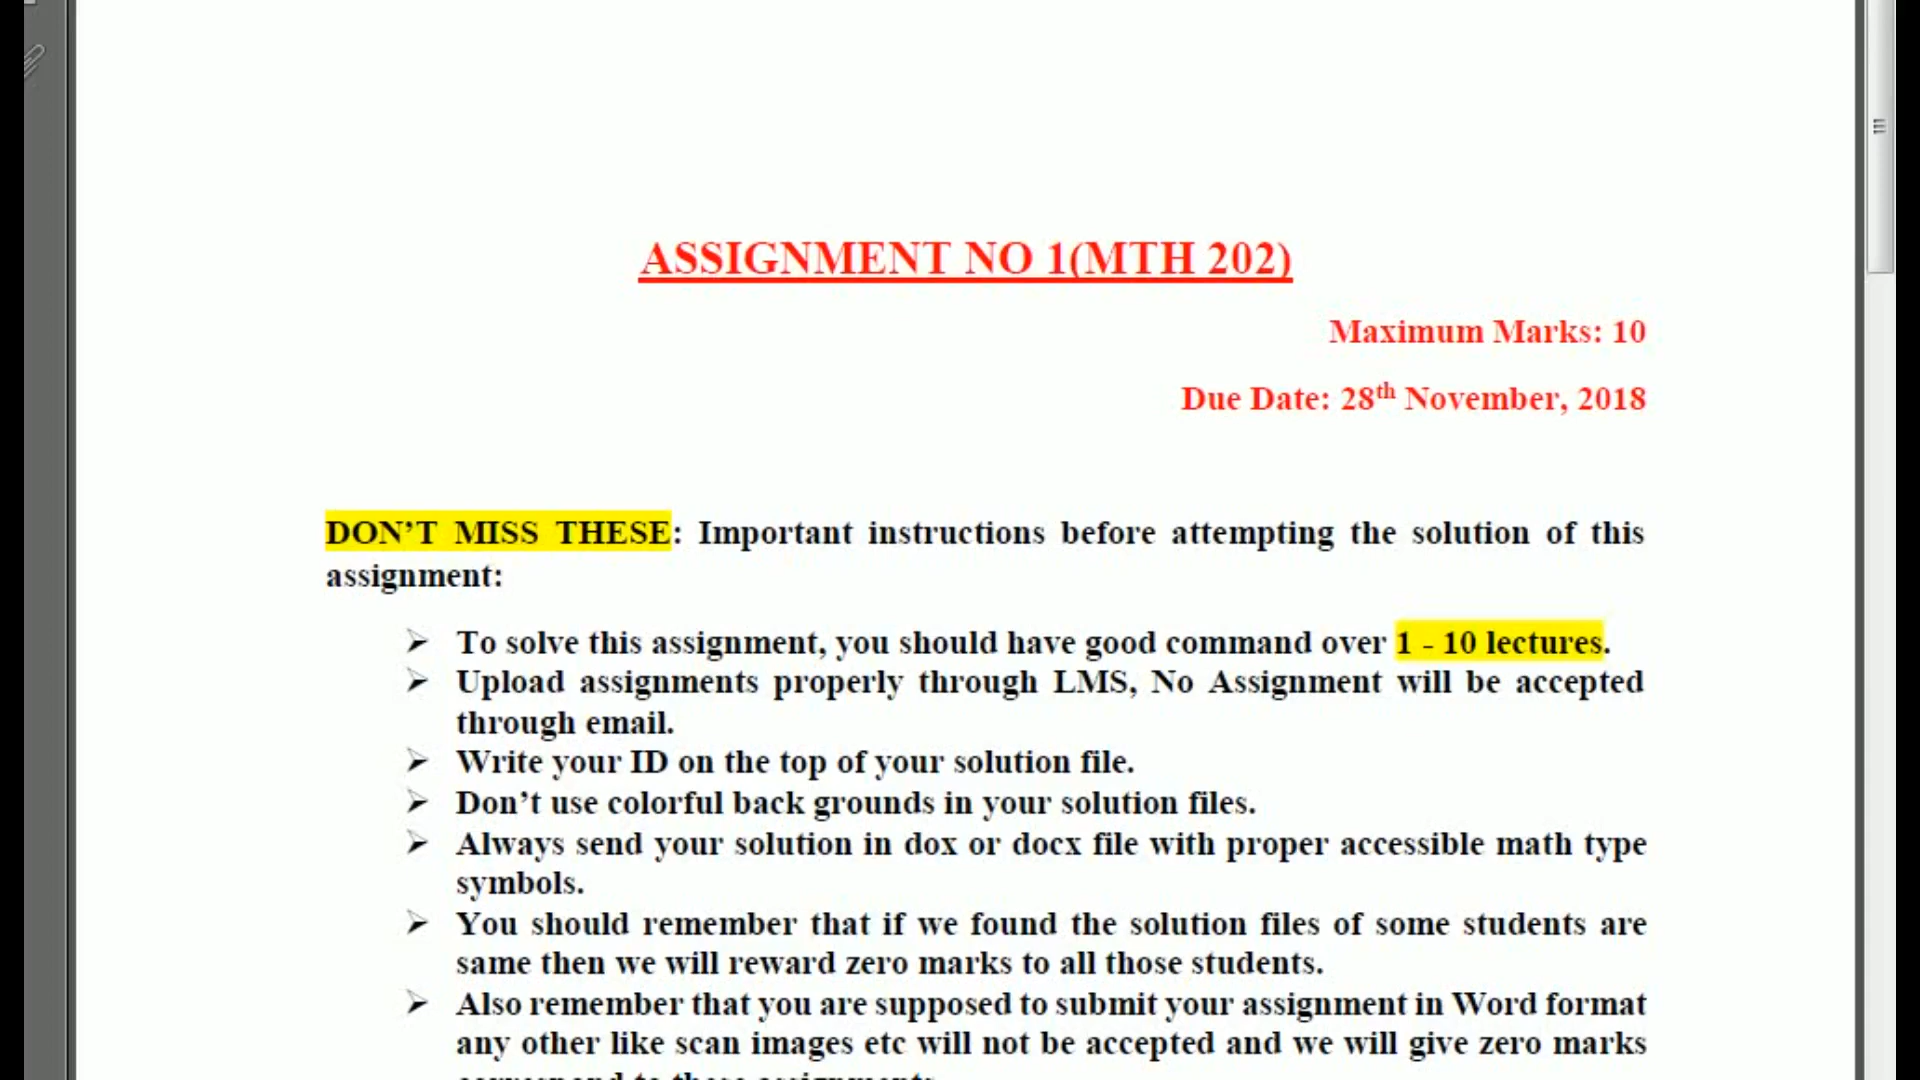 ASSIGNMENT NO 1(MTH 202)
Maximum Marks: 10
Due Date: 28th November, 2018
DON'T MISS THESE: Important instructions before attempting the solution of this
assignment:
➢ To solve this assignment, you should have good command over 1 - 10 lectures.
➢ Upload assignments properly through LMS, No Assignment will be accepted
through email.
➢ Write your ID on the top of your solution file.
➢ Don't use colorful back grounds in your solution files.
➢ Always send your solution in dox or docx file with proper accessible math type
symbols.
➢ You should remember that if we found the solution files of some students are
same then we will reward zero marks to all those students.
➢ Also remember that you are supposed to submit your assignment in Word format
any other like scan images etc will not be accepted and we will give zero marks